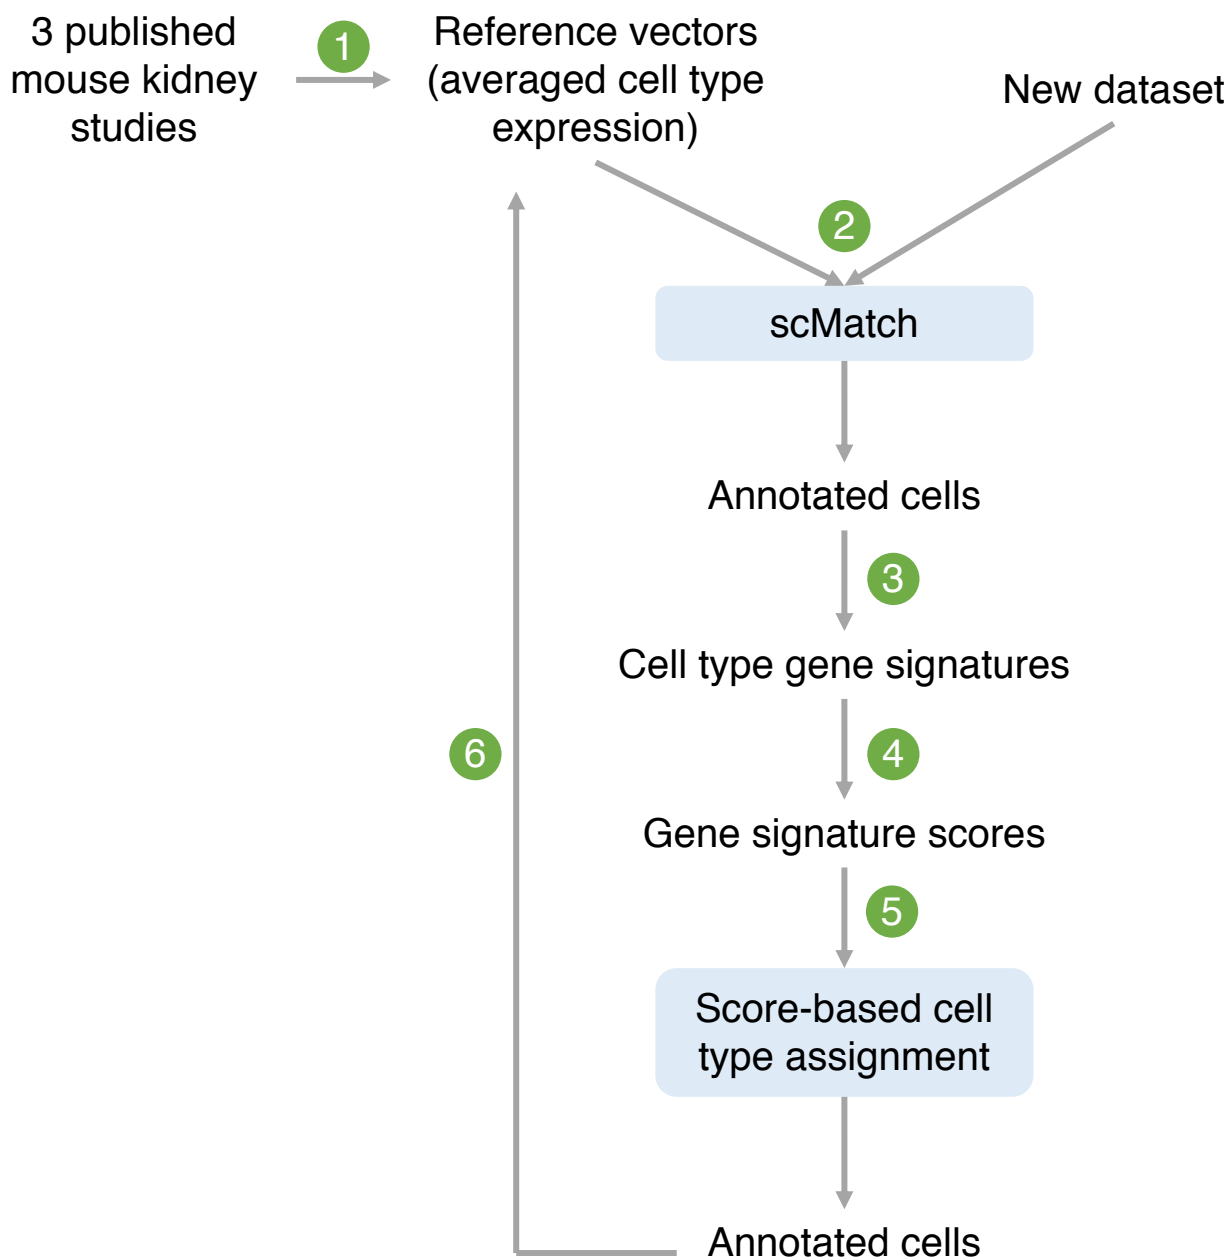 3 published
mouse kidney
studies
1
Reference vectors
(averaged cell type
expression)
New dataset
2
scMatch
Annotated cells
3
Cell type gene signatures
6
4
Gene signature scores
5
Score-based cell
type assignment
Annotated cells